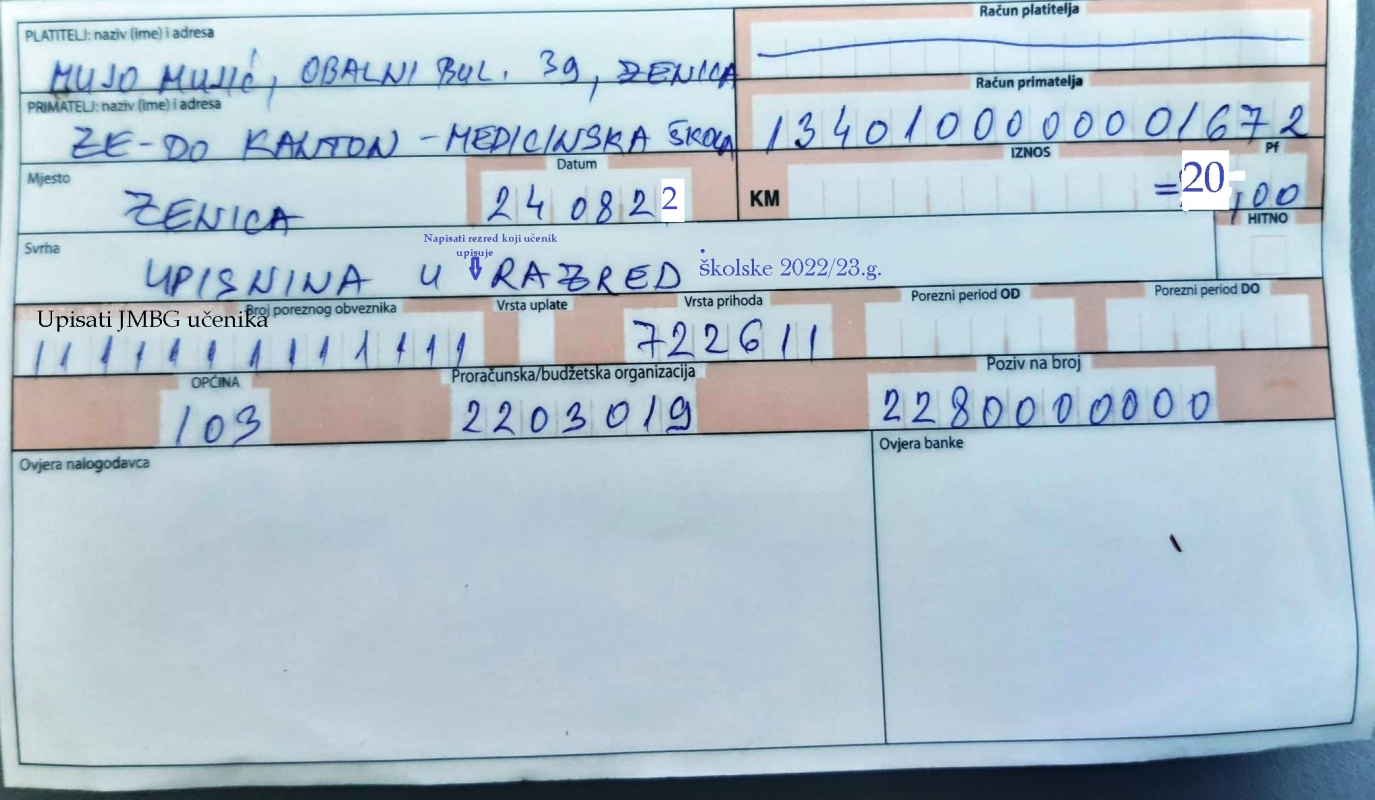 PLATITELJ: naziv (ime) i adresa
MUJO MUJIĆ, OBALNI BUL. 39, ZENICA
Račun platitelja
PRIMATELJ: naziv (ime) i adresa
ZE-DO KANTON - MEDICINSKA ŠKOLA
Račun primatelja
1340100000001672
Mjesto
ZENICA
Datum
240822
IZNOS
Pf
KM
=20,00
HITNO
Svrha
Napisati rezred koji učenik
upisuje
UPISNINA U RAZRED školske 2022/23.g.
Broj poreznog obveznika
Upisati JMBG učenika
1111111111111
Vrsta uplate
Vrsta prihoda
722611
Porezni period OD
Porezni period DO
OPĆINA
103
Proračunska/budžetska organizacija
2203019
Poziv na broj
2280000000
Ovjera nalogodavca
Ovjera banke